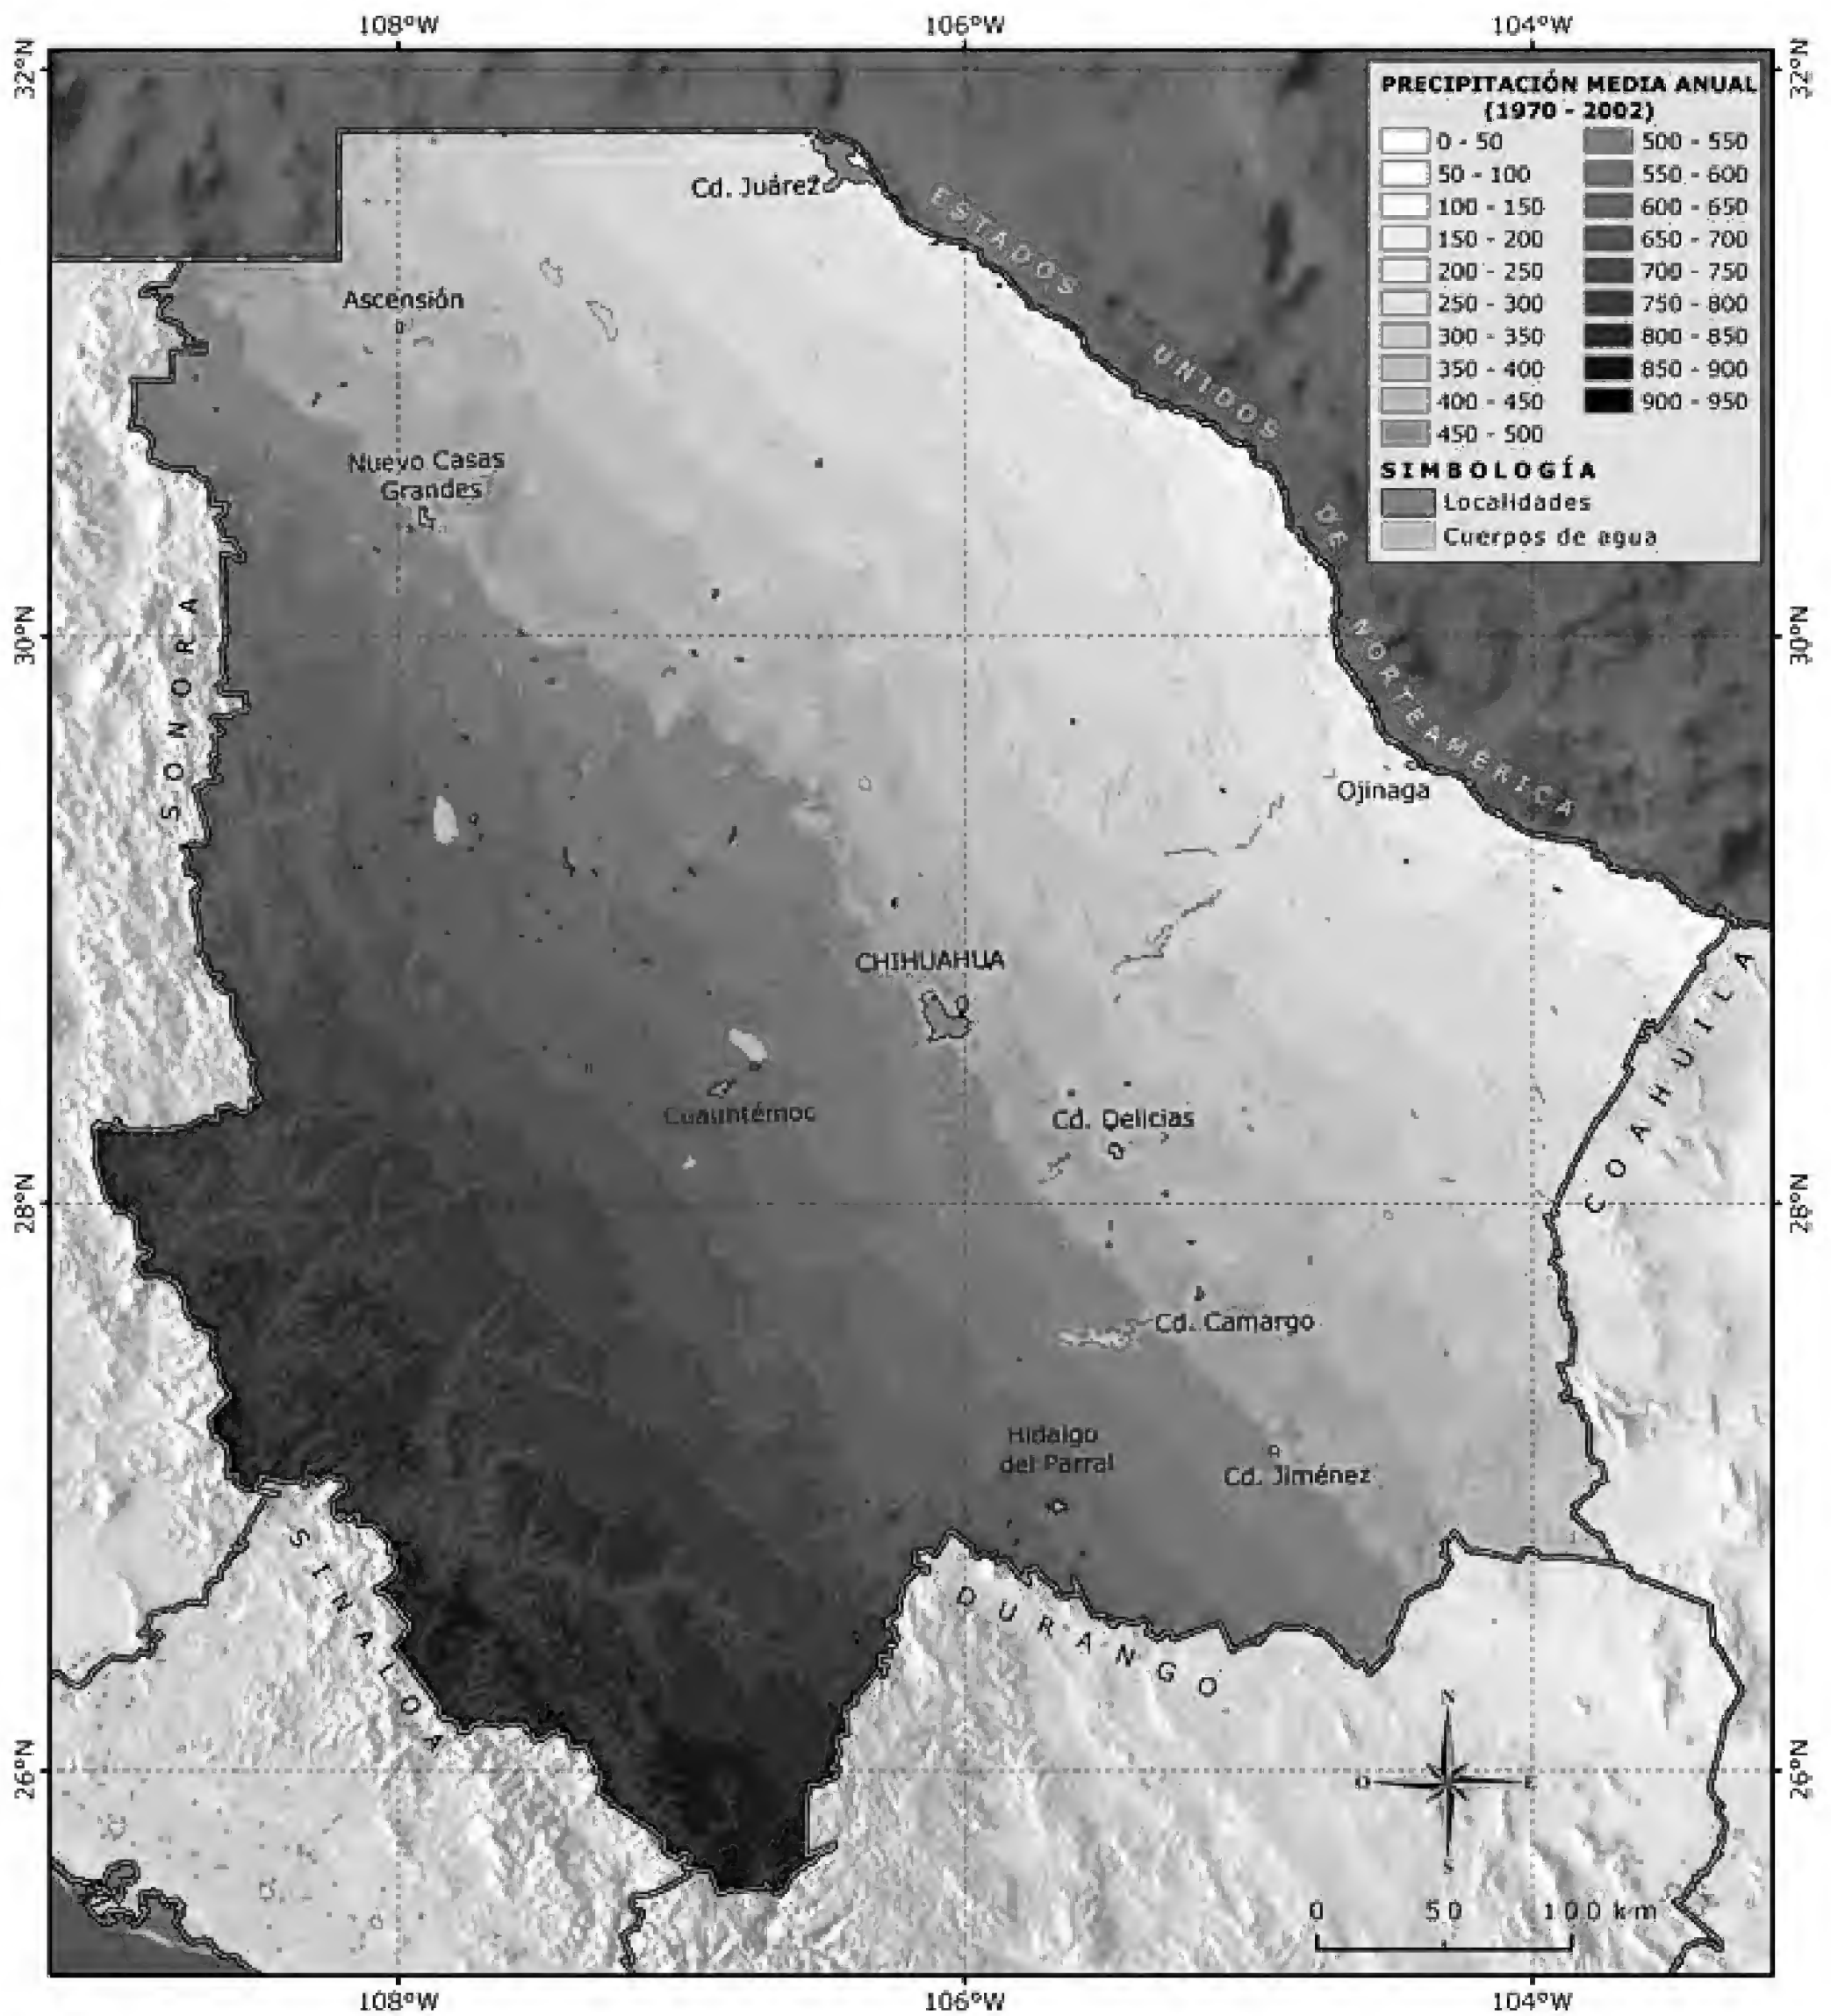 108°W 106°W 104°W
32°N 32°N
PRECIPITACIÓN MEDIA ANUAL
(1970 - 2002)
0 - 50 500 - 550
50 - 100 550 - 600
100 - 150 600 - 650
150 - 200 650 - 700
200 - 250 700 - 750
250 - 300 750 - 800
300 - 350 800 - 850
350 - 400 850 - 900
400 - 450 900 - 950
450 - 500
SIMBOLOGÍA
Localidades
Cuerpos de agua
Cd. Juárez
ESTADOS UNIDOS DE NORTEAMÉRICA
Ascensión
Nuevo Casas
Grandes
30°N 30°N
SONORA
Ojinaga
CHIHUAHUA
COAHUILA
Cuauhtémoc
Cd. Delicias
28°N 28°N
Cd. Camargo
Hidalgo
del Parral
Cd. Jiménez
SINALOA
DURANGO
N
O E
S
26°N 26°N
0 50 100 km
108°W 106°W 104°W